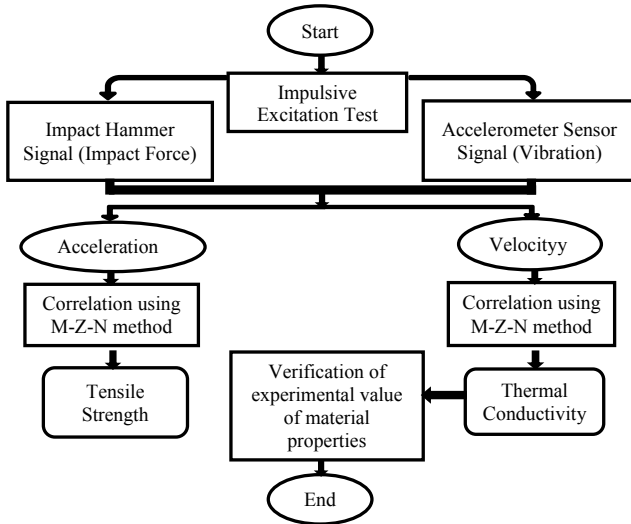 Start
Impulsive
Excitation Test
Impact Hammer
Signal (Impact Force)
Accelerometer Sensor
Signal (Vibration)
Acceleration
Velocityy
Correlation using
M-Z-N method
Correlation using
M-Z-N method
Tensile
Strength
Verification of
experimental value
of material
properties
Thermal
Conductivity
End